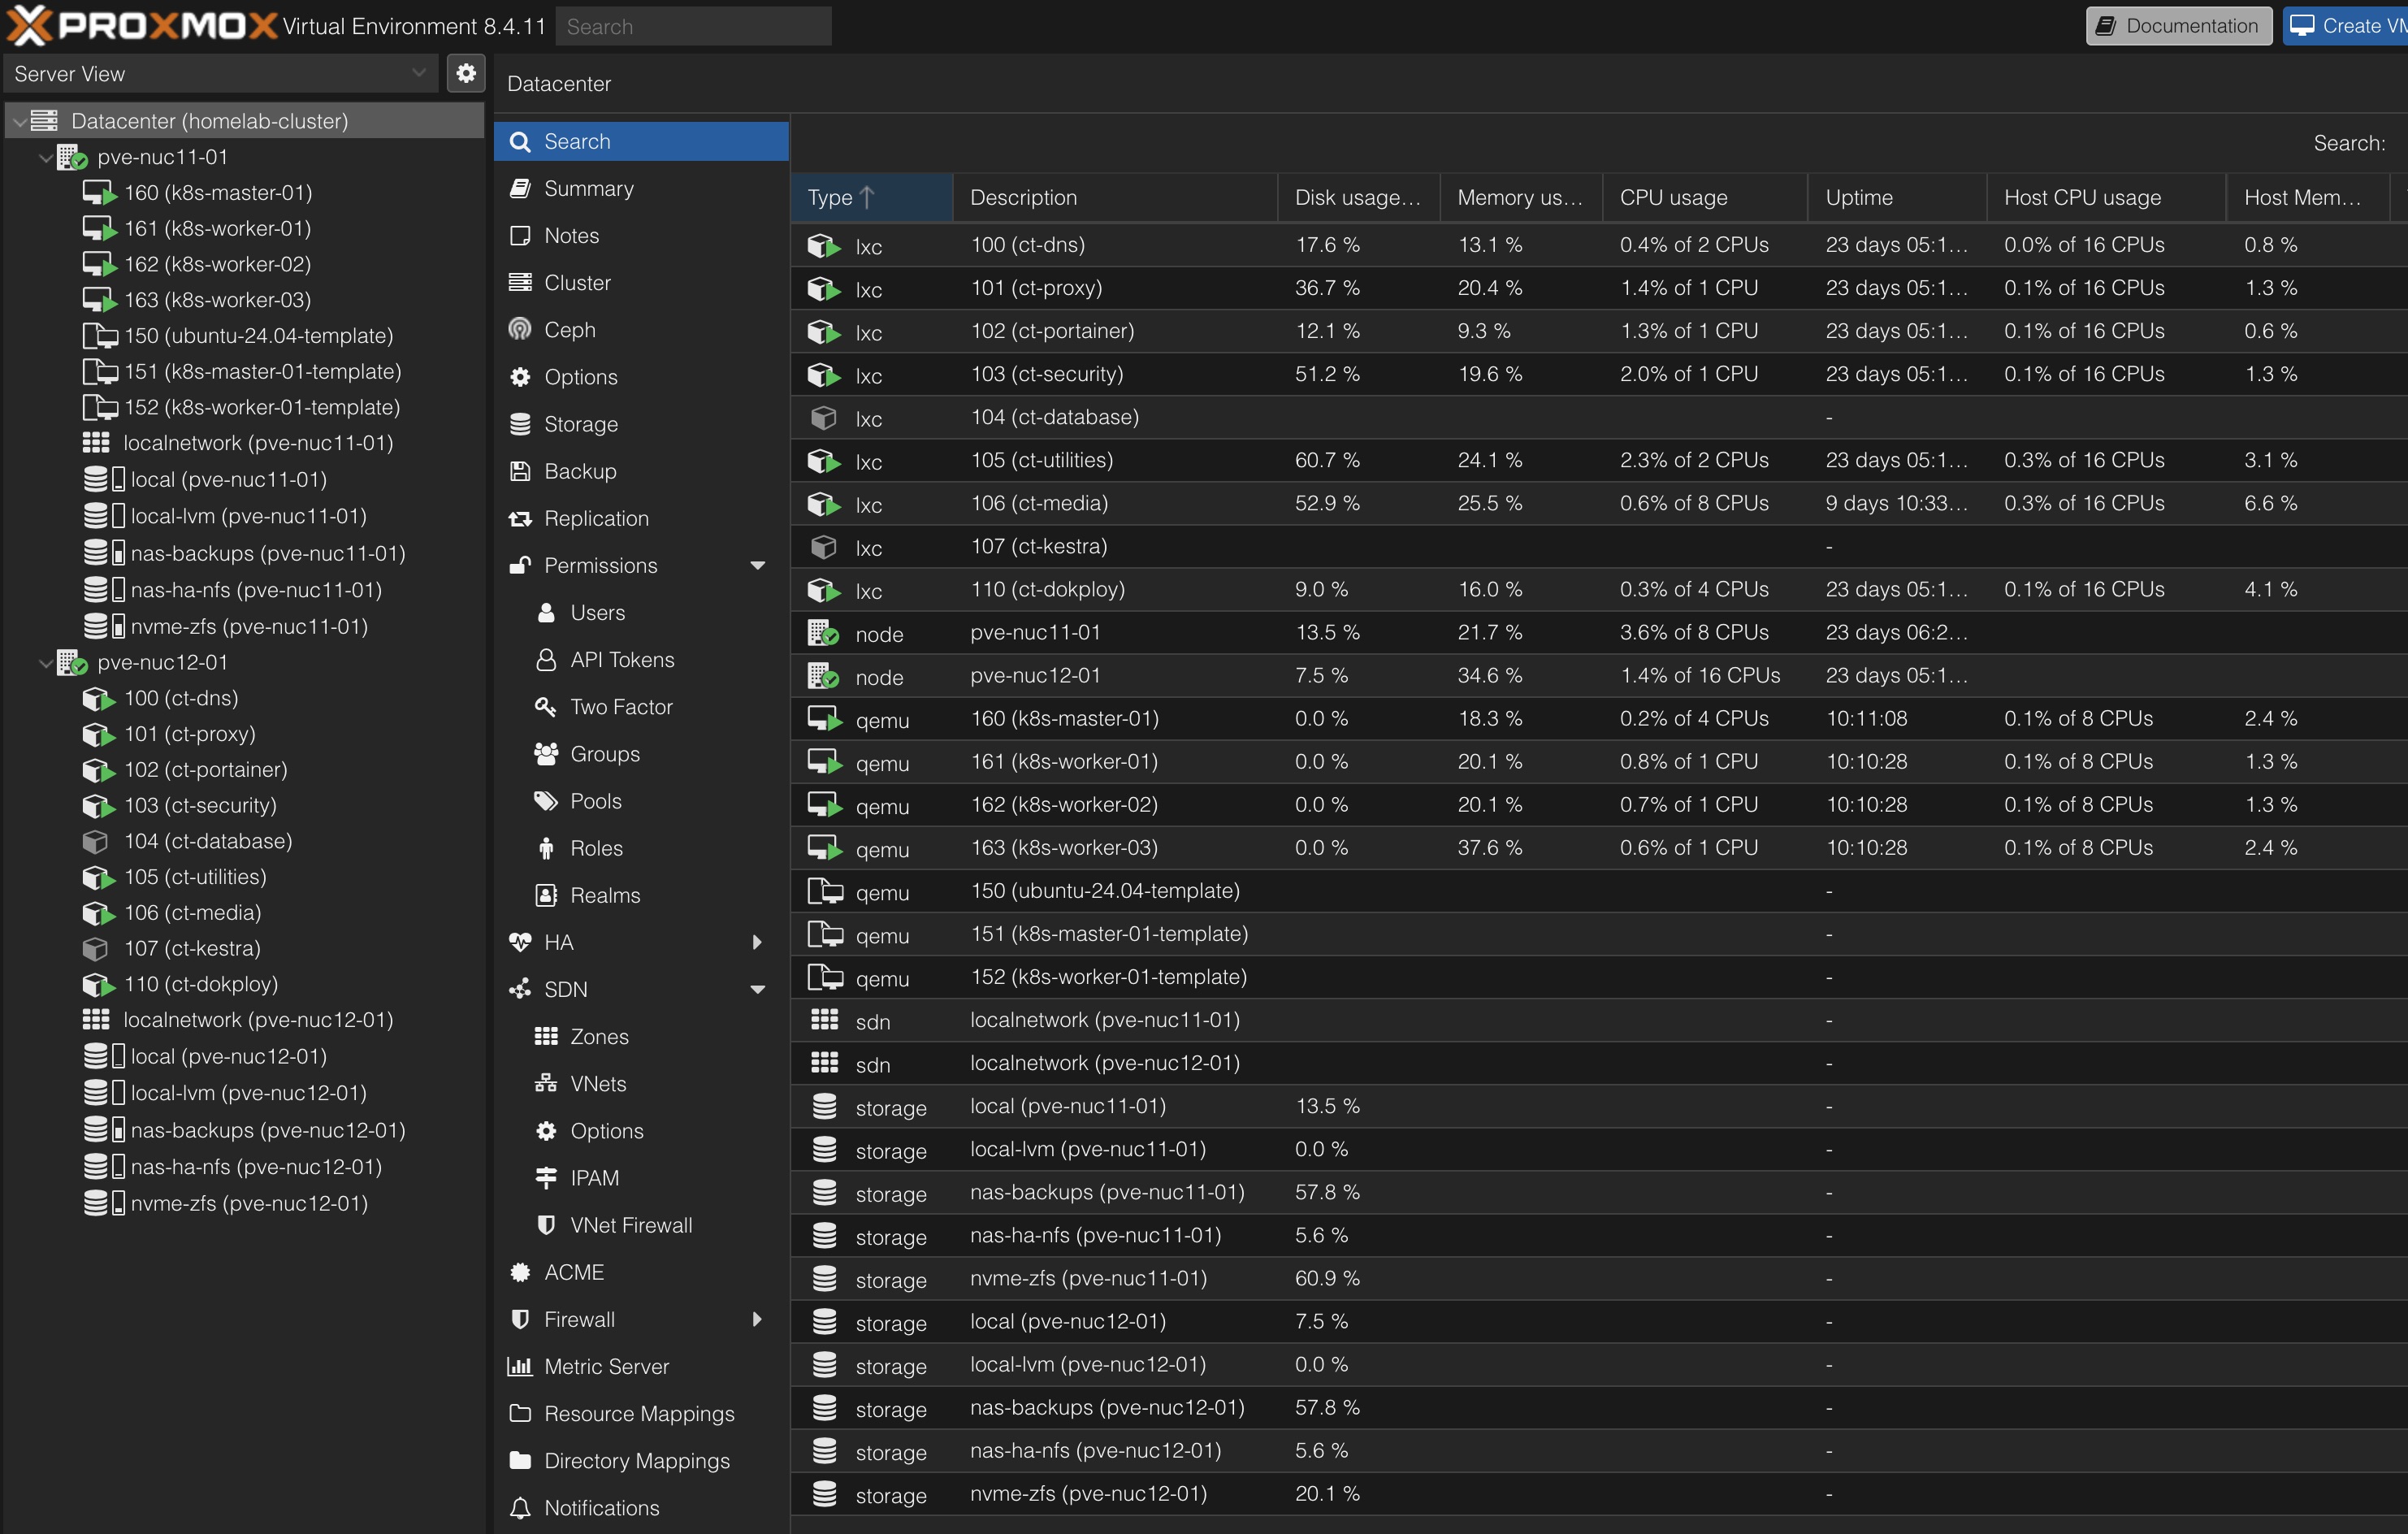 PROXMOX Virtual Environment 8.4.11 Search Documentation Create VM
Server View
Datacenter (homelab-cluster)
pve-nuc11-01
160 (k8s-master-01)
161 (k8s-worker-01)
162 (k8s-worker-02)
163 (k8s-worker-03)
150 (ubuntu-24.04-template)
151 (k8s-master-01-template)
152 (k8s-worker-01-template)
localnetwork (pve-nuc11-01)
local (pve-nuc11-01)
local-lvm (pve-nuc11-01)
nas-backups (pve-nuc11-01)
nas-ha-nfs (pve-nuc11-01)
nvme-zfs (pve-nuc11-01)
pve-nuc12-01
100 (ct-dns)
101 (ct-proxy)
102 (ct-portainer)
103 (ct-security)
104 (ct-database)
105 (ct-utilities)
106 (ct-media)
107 (ct-kestra)
110 (ct-dokploy)
localnetwork (pve-nuc12-01)
local (pve-nuc12-01)
local-lvm (pve-nuc12-01)
nas-backups (pve-nuc12-01)
nas-ha-nfs (pve-nuc12-01)
nvme-zfs (pve-nuc12-01)
Datacenter
Search
Summary
Notes
Cluster
Ceph
Options
Storage
Backup
Replication
Permissions
Users
API Tokens
Two Factor
Groups
Pools
Roles
Realms
HA
SDN
Zones
VNets
Options
IPAM
VNet Firewall
ACME
Firewall
Metric Server
Resource Mappings
Directory Mappings
Notifications
Search:
Type Description Disk usage... Memory us... CPU usage Uptime Host CPU usage Host Mem...
lxc 100 (ct-dns) 17.6 % 13.1 % 0.4% of 2 CPUs 23 days 05:1... 0.0% of 16 CPUs 0.8 %
lxc 101 (ct-proxy) 36.7 % 20.4 % 1.4% of 1 CPU 23 days 05:1... 0.1% of 16 CPUs 1.3 %
lxc 102 (ct-portainer) 12.1 % 9.3 % 1.3% of 1 CPU 23 days 05:1... 0.1% of 16 CPUs 0.6 %
lxc 103 (ct-security) 51.2 % 19.6 % 2.0% of 1 CPU 23 days 05:1... 0.1% of 16 CPUs 1.3 %
lxc 104 (ct-database) -
lxc 105 (ct-utilities) 60.7 % 24.1 % 2.3% of 2 CPUs 23 days 05:1... 0.3% of 16 CPUs 3.1 %
lxc 106 (ct-media) 52.9 % 25.5 % 0.6% of 8 CPUs 9 days 10:33... 0.3% of 16 CPUs 6.6 %
lxc 107 (ct-kestra) -
lxc 110 (ct-dokploy) 9.0 % 16.0 % 0.3% of 4 CPUs 23 days 05:1... 0.1% of 16 CPUs 4.1 %
node pve-nuc11-01 13.5 % 21.7 % 3.6% of 8 CPUs 23 days 06:2...
node pve-nuc12-01 7.5 % 34.6 % 1.4% of 16 CPUs 23 days 05:1...
qemu 160 (k8s-master-01) 0.0 % 18.3 % 0.2% of 4 CPUs 10:11:08 0.1% of 8 CPUs 2.4 %
qemu 161 (k8s-worker-01) 0.0 % 20.1 % 0.8% of 1 CPU 10:10:28 0.1% of 8 CPUs 1.3 %
qemu 162 (k8s-worker-02) 0.0 % 20.1 % 0.7% of 1 CPU 10:10:28 0.1% of 8 CPUs 1.3 %
qemu 163 (k8s-worker-03) 0.0 % 37.6 % 0.6% of 1 CPU 10:10:28 0.1% of 8 CPUs 2.4 %
qemu 150 (ubuntu-24.04-template) -
qemu 151 (k8s-master-01-template) -
qemu 152 (k8s-worker-01-template) -
sdn localnetwork (pve-nuc11-01) -
sdn localnetwork (pve-nuc12-01) -
storage local (pve-nuc11-01) 13.5 % -
storage local-lvm (pve-nuc11-01) 0.0 % -
storage nas-backups (pve-nuc11-01) 57.8 % -
storage nas-ha-nfs (pve-nuc11-01) 5.6 % -
storage nvme-zfs (pve-nuc11-01) 60.9 % -
storage local (pve-nuc12-01) 7.5 % -
storage local-lvm (pve-nuc12-01) 0.0 % -
storage nas-backups (pve-nuc12-01) 57.8 % -
storage nas-ha-nfs (pve-nuc12-01) 5.6 % -
storage nvme-zfs (pve-nuc12-01) 20.1 % -